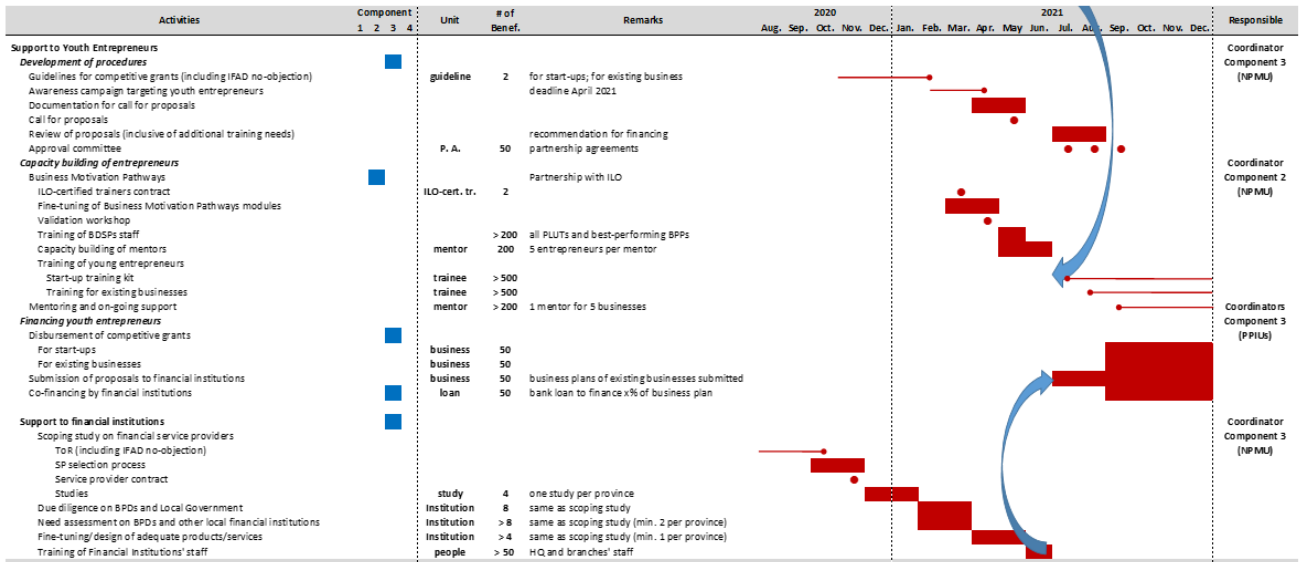 Activities Component Unit # of Benef. Remarks 2020 2021 Responsible
1 2 3 4 Aug. Sep. Oct. Nov. Dec. Jan. Feb. Mar. Apr. May Jun. Jul. Aug. Sep. Oct. Nov. Dec.
Support to Youth Entrepreneurs Coordinator
Development of procedures Component 3
Guidelines for competitive grants (including IFAD no-objection) guideline 2 for start-ups; for existing business (NPMU)
Awareness campaign targeting youth entrepreneurs deadline April 2021
Documentation for call for proposals
Call for proposals
Review of proposals (inclusive of additional training needs) recommendation for financing
Approval committee P. A. 50 partnership agreements
Capacity building of entrepreneurs Coordinator
Business Motivation Pathways Partnership with ILO Component 2
ILO-certified trainers contract ILO-cert. tr. 2 (NPMU)
Fine-tuning of Business Motivation Pathways modules
Validation workshop
Training of BDSPs staff > 200 all PLUTs and best-performing BPPs
Capacity building of mentors mentor 200 5 entrepreneurs per mentor
Training of young entrepreneurs
Start-up training kit trainee > 500
Training for existing businesses trainee > 500
Mentoring and on-going support mentor > 200 1 mentor for 5 businesses Coordinators
Financing youth entrepreneurs Component 3
Disbursement of competitive grants (PPIUs)
For start-ups business 50
For existing businesses business 50
Submission of proposals to financial institutions business 50 business plans of existing businesses submitted
Co-financing by financial institutions loan 50 bank loan to finance x% of business plan
Support to financial institutions Coordinator
Scoping study on financial service providers Component 3
ToR (including IFAD no-objection) (NPMU)
SP selection process
Service provider contract
Studies study 4 one study per province
Due diligence on BPDs and Local Government Institution 8 same as scoping study
Need assessment on BPDs and other local financial institutions Institution > 8 same as scoping study (min. 2 per province)
Fine-tuning/design of adequate products/services Institution > 4 same as scoping study (min. 1 per province)
Training of Financial Institutions' staff people > 50 HQ and branches' staff